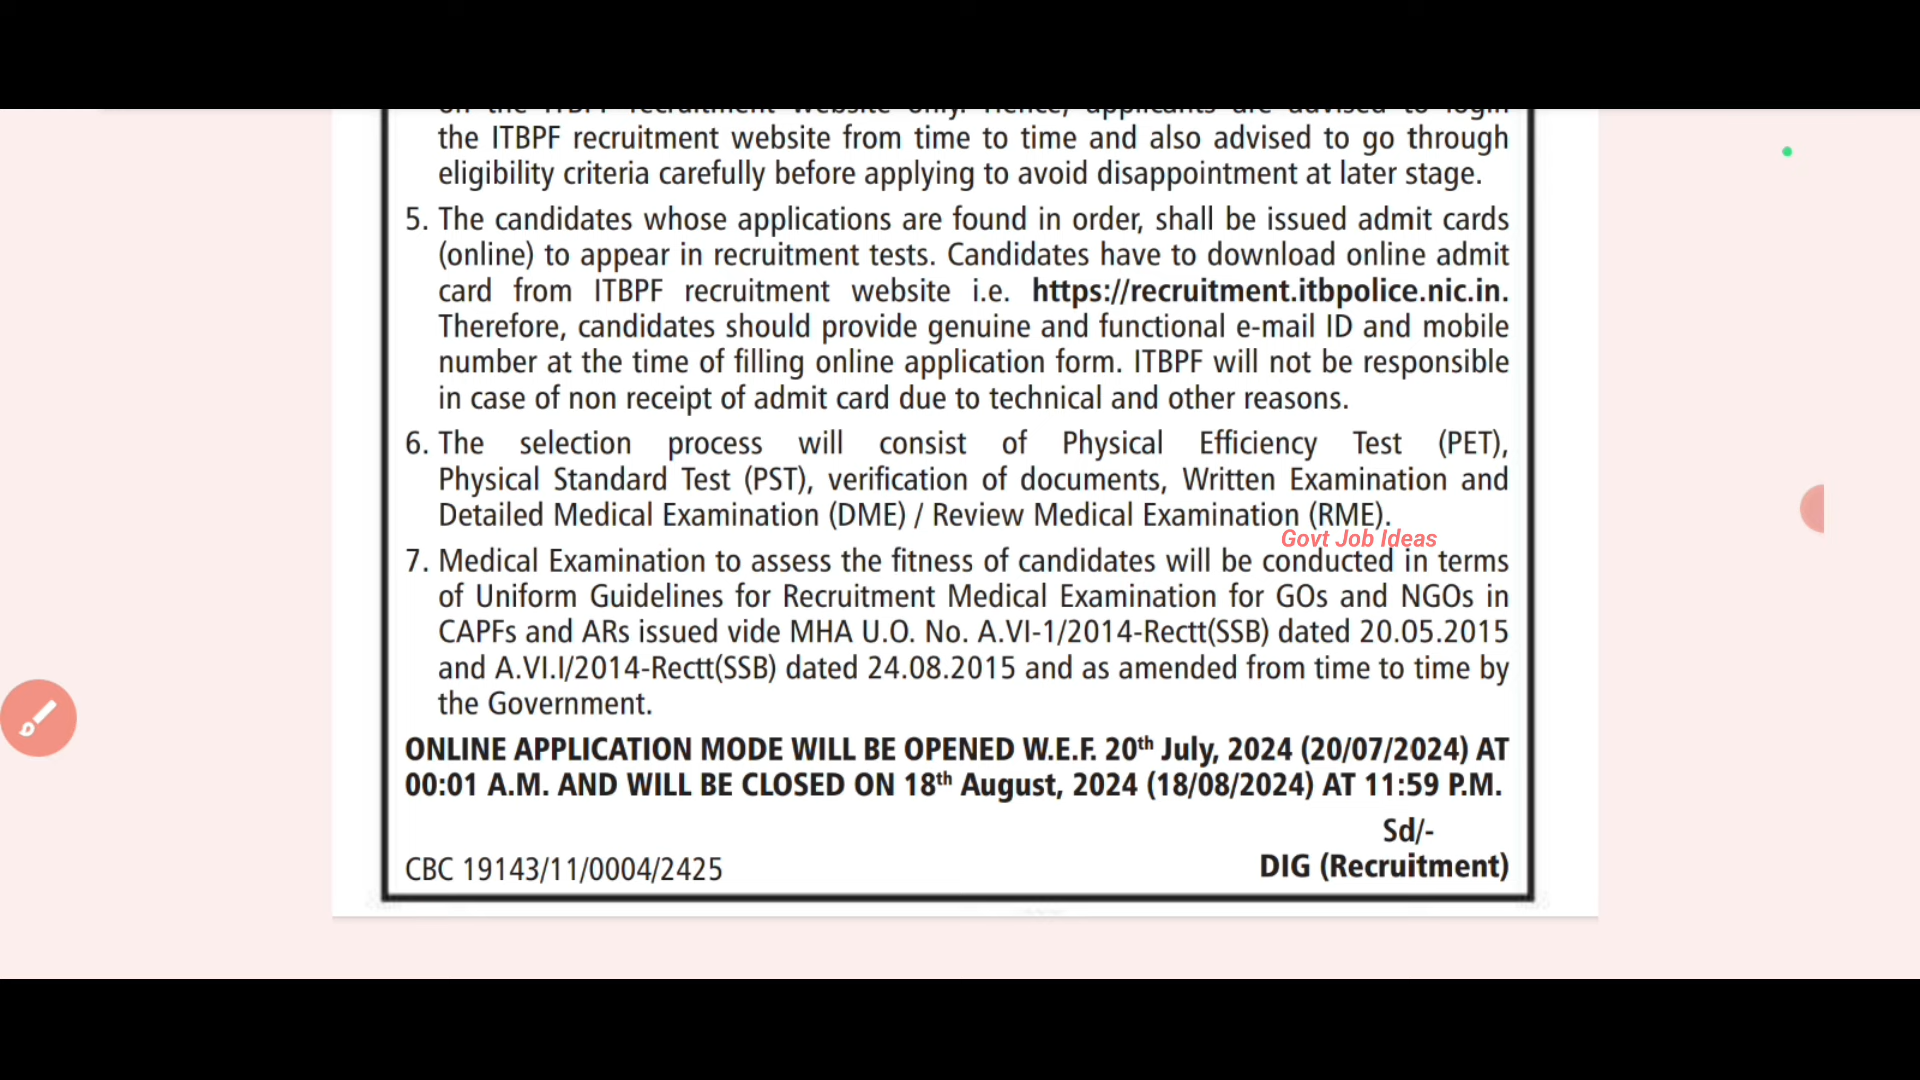 on the ITBPF recruitment website only. Hence, applicants are advised to login
the ITBPF recruitment website from time to time and also advised to go through
eligibility criteria carefully before applying to avoid disappointment at later stage.
5. The candidates whose applications are found in order, shall be issued admit cards
(online) to appear in recruitment tests. Candidates have to download online admit
card from ITBPF recruitment website i.e. https://recruitment.itbpolice.nic.in.
Therefore, candidates should provide genuine and functional e-mail ID and mobile
number at the time of filling online application form. ITBPF will not be responsible
in case of non receipt of admit card due to technical and other reasons.
6. The selection process will consist of Physical Efficiency Test (PET),
Physical Standard Test (PST), verification of documents, Written Examination and
Detailed Medical Examination (DME) / Review Medical Examination (RME).
Govt Job Ideas
7. Medical Examination to assess the fitness of candidates will be conducted in terms
of Uniform Guidelines for Recruitment Medical Examination for GOs and NGOs in
CAPFs and ARs issued vide MHA U.O. No. A.VI-1/2014-Rectt(SSB) dated 20.05.2015
and A.VI.I/2014-Rectt(SSB) dated 24.08.2015 and as amended from time to time by
the Government.
ONLINE APPLICATION MODE WILL BE OPENED W.E.F. 20th July, 2024 (20/07/2024) AT
00:01 A.M. AND WILL BE CLOSED ON 18th August, 2024 (18/08/2024) AT 11:59 P.M.
Sd/-
CBC 19143/11/0004/2425
DIG (Recruitment)